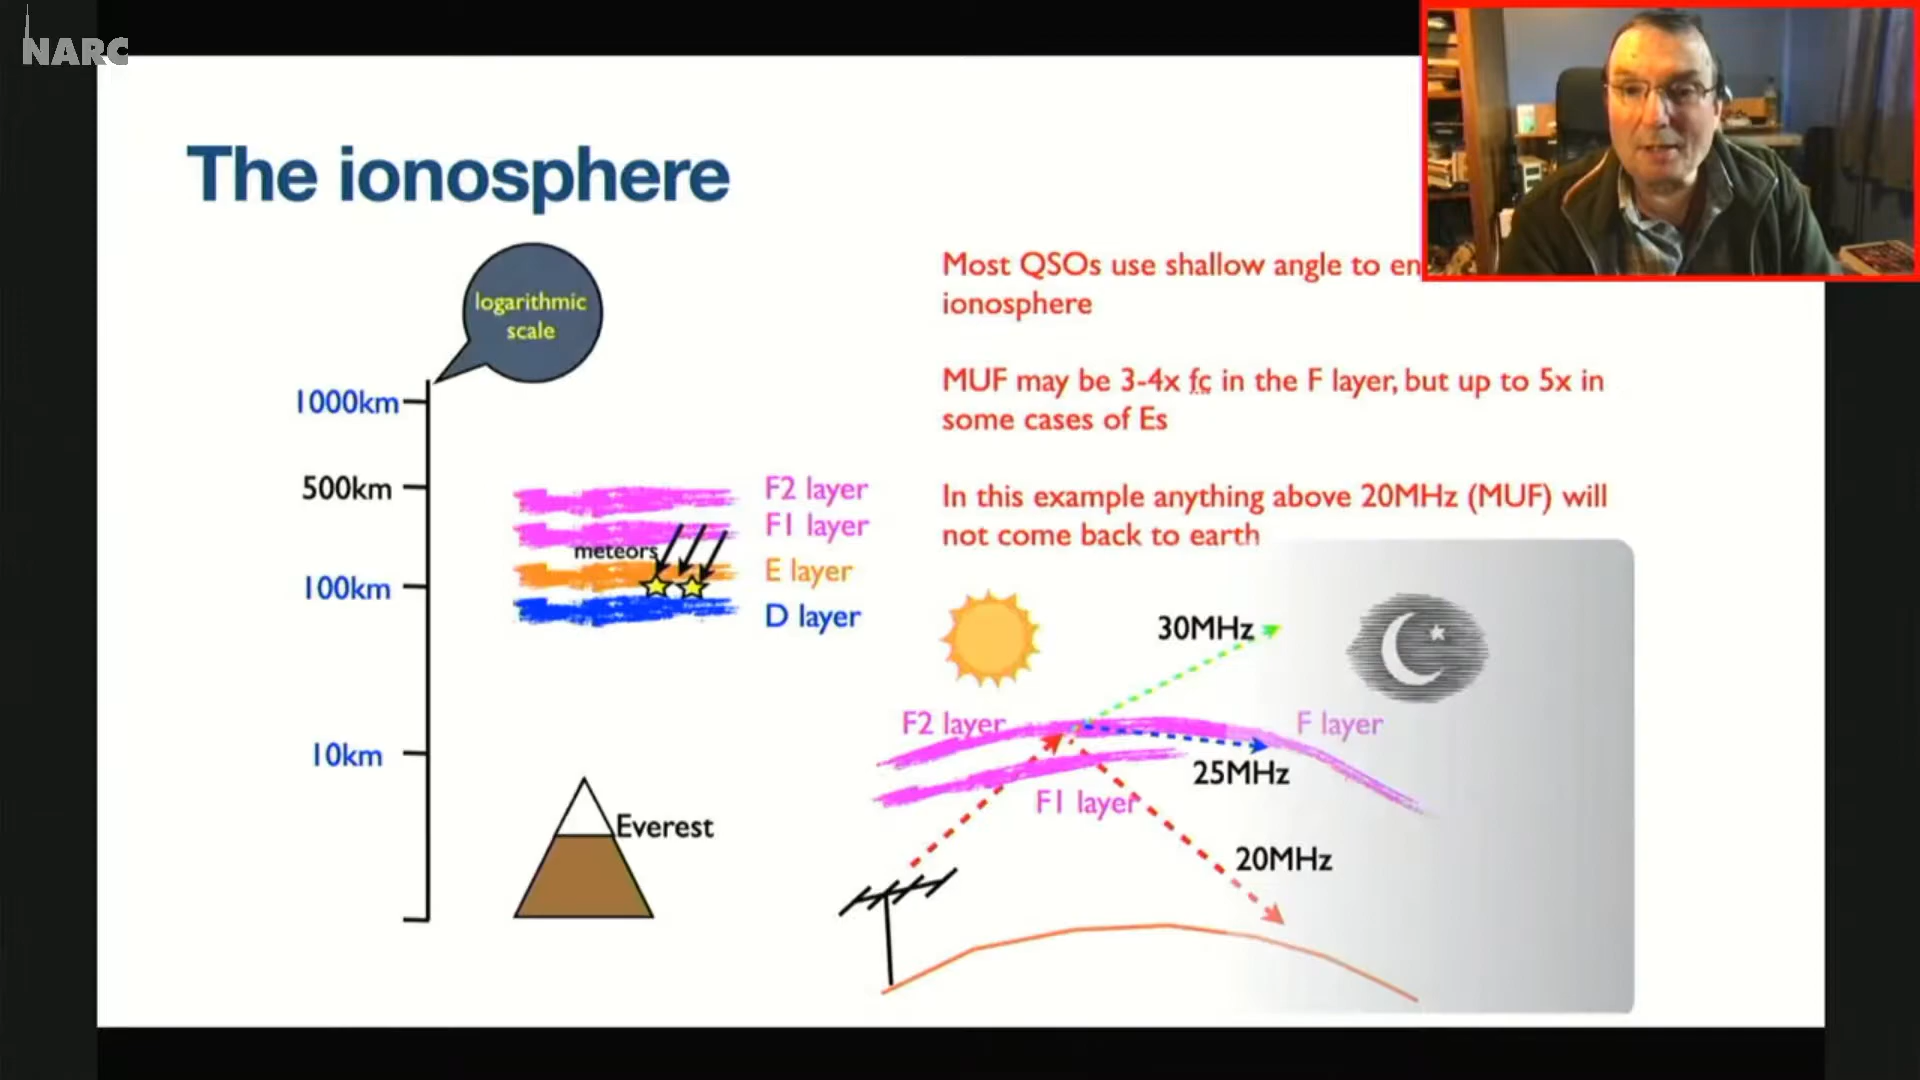 NARC
The ionosphere
logarithmic
scale
1000km
500km
100km
10km
F2 layer
F1 layer
meteors
E layer
D layer
Everest
Most QSOs use shallow angle to en
ionosphere
MUF may be 3-4x fc in the F layer, but up to 5x in
some cases of Es
In this example anything above 20MHz (MUF) will
not come back to earth
30MHz
F2 layer
F layer
25MHz
F1 layer
20MHz